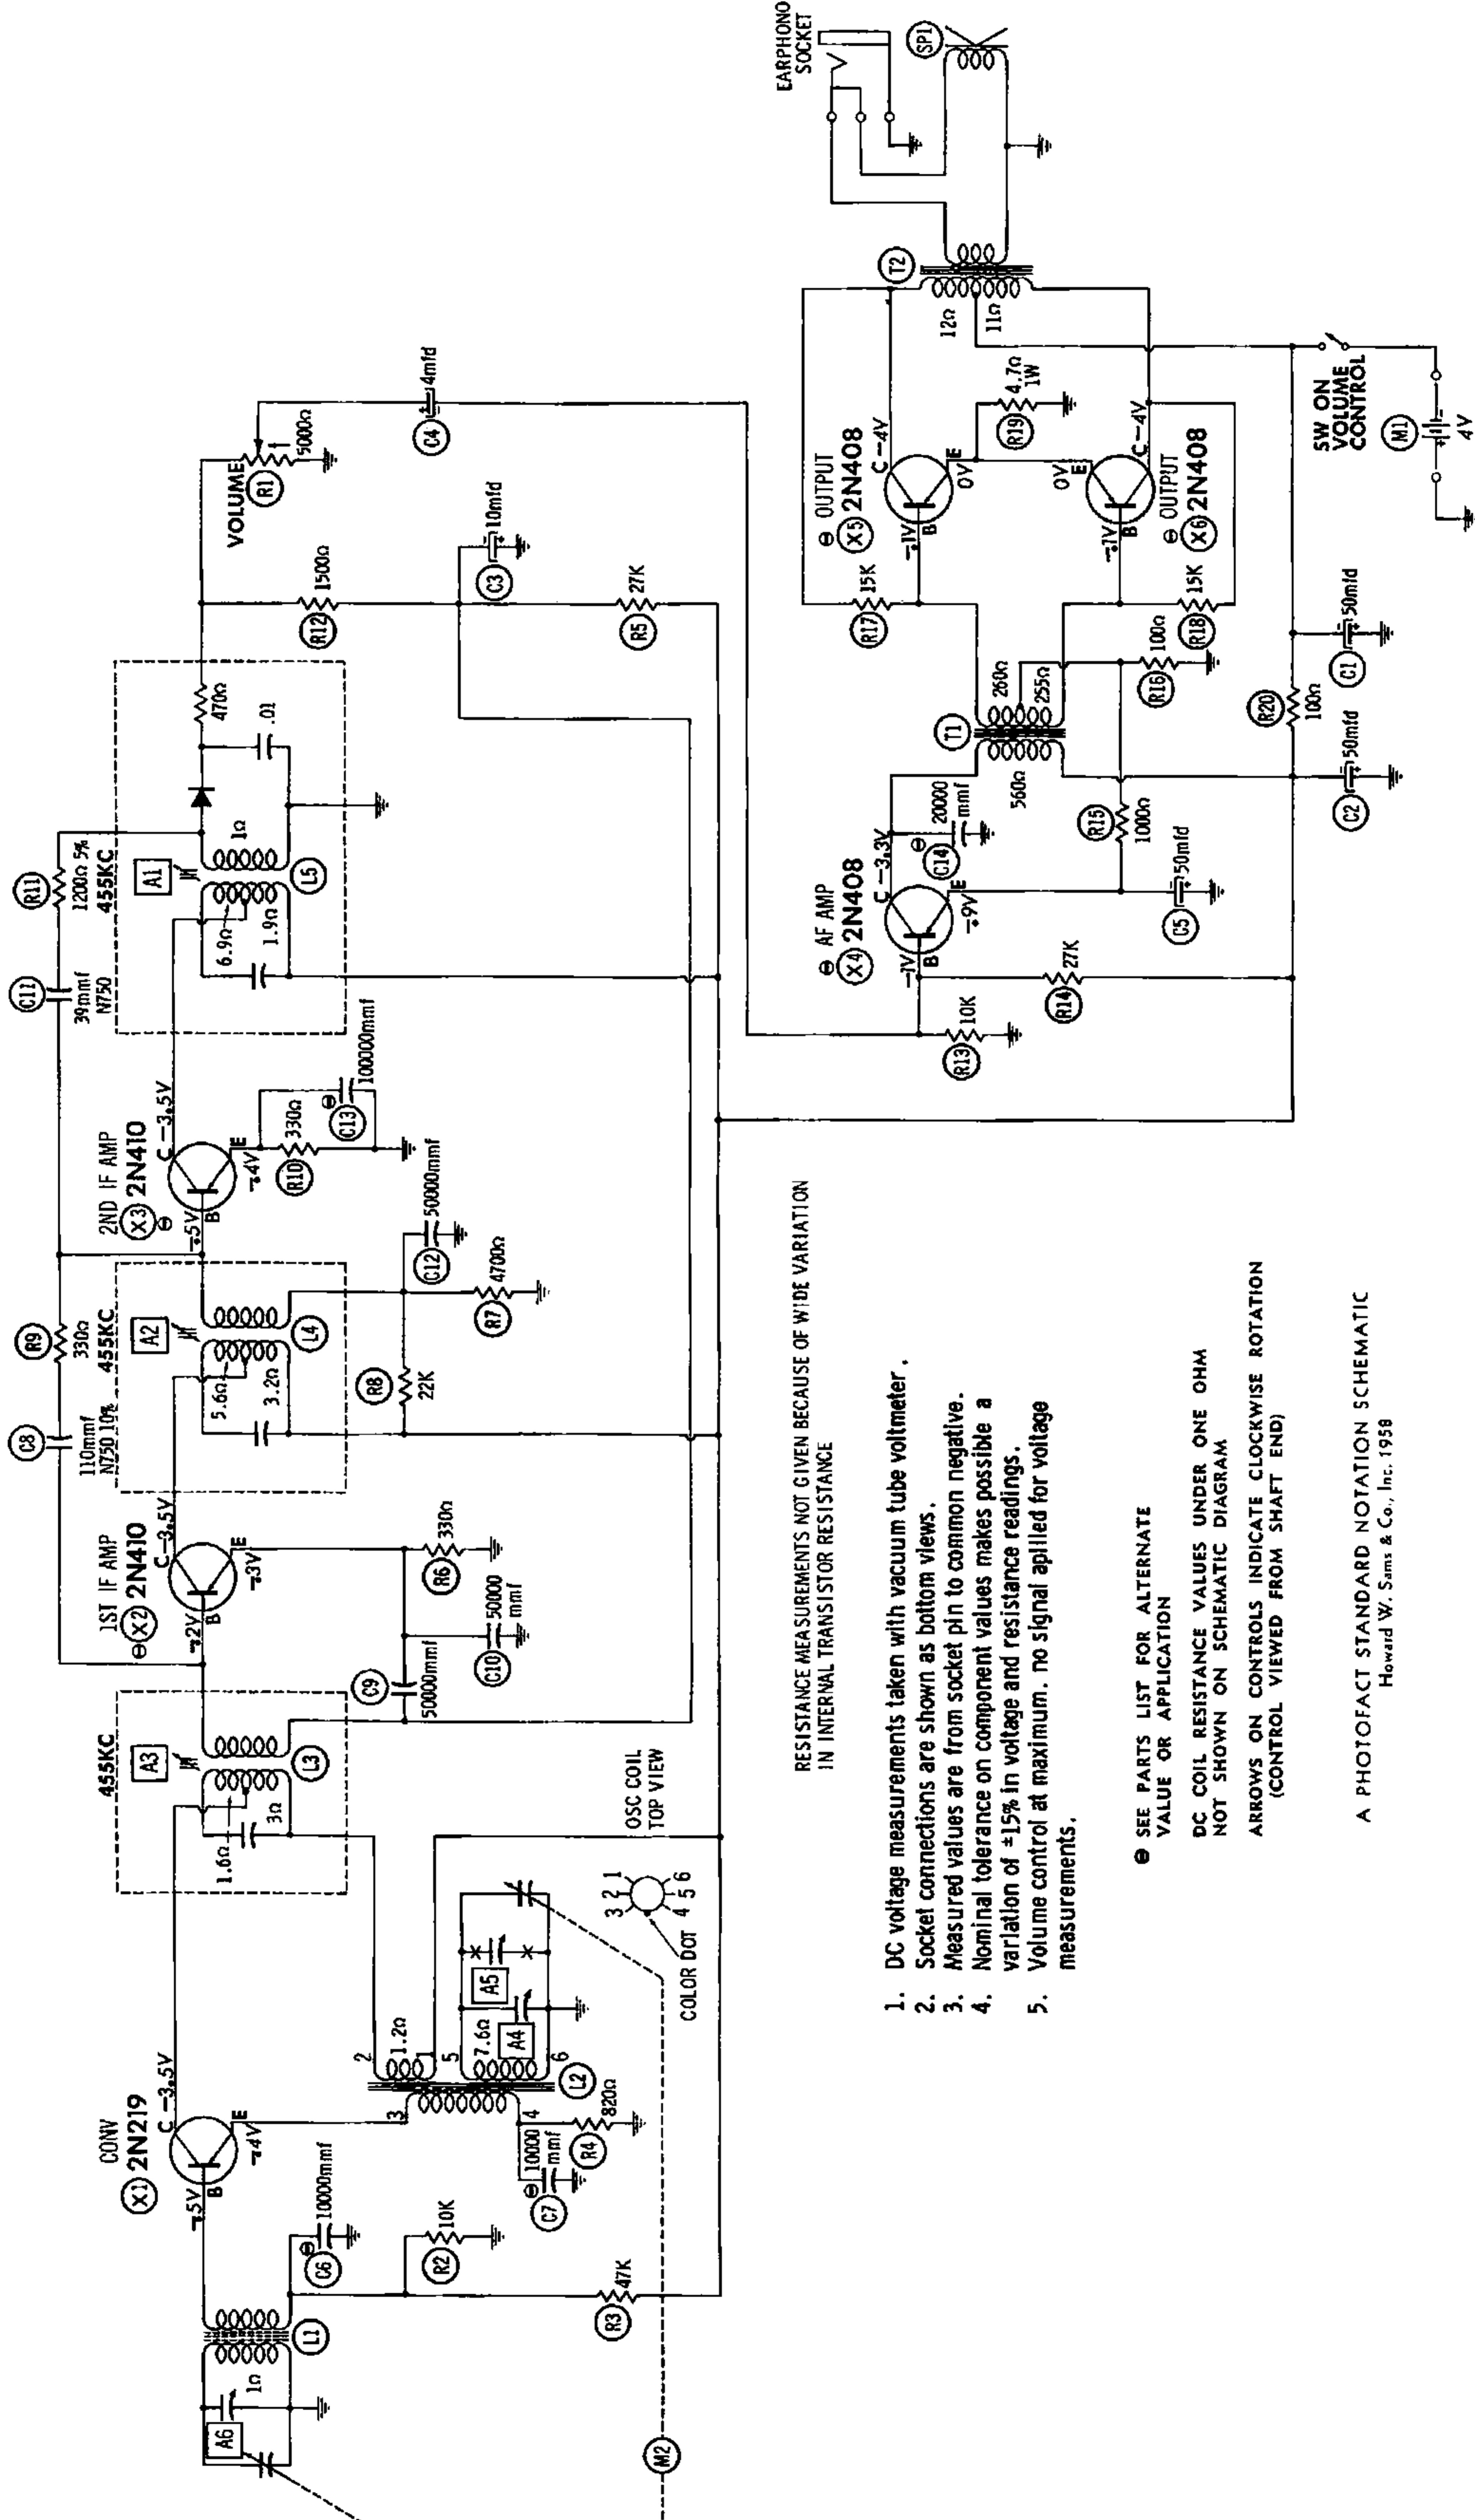 CONV
X1 2N219
C -3.5V
-.5V
B
E
-.4V
A6
1Ω
L1
C6
10000mmf
R2
10K
R3
47K
M2
C7
10000
mmf
R4
820Ω
L2
3
4
2
1.2Ω
1
5
7.6Ω
6
A4
A5
COLOR DOT
OSC COIL
TOP VIEW
3 2 1
4 5 6
455KC
A3
1.6Ω
3Ω
L3
1ST IF AMP
X2 2N410
C -3.5V
-.2V
B
E
-.3V
C9
50000mmf
C10
50000
mmf
R6
330Ω
C8
110mmf
N750 10%
R9
330Ω
455KC
A2
5.6Ω
3.2Ω
L4
R8
22K
R7
4700Ω
C12
50000mmf
2ND IF AMP
X3 2N410
C -3.5V
-.5V
B
E
-.4V
R10
330Ω
C13
100000mmf
C11
39mmf
N750
R11
1200Ω 5%
455KC
A1
6.9Ω
1.9Ω
1Ω
L5
470Ω
.01
R12
1500Ω
VOLUME
R1
5000Ω
C3
10mfd
R5
27K
C4
4mfd
AF AMP
X4 2N408
C -3.3V
-1V
B
E
-.9V
R13
10K
R14
27K
C14
20000
mmf
C5
50mfd
R15
1000Ω
T1
560Ω
260Ω
255Ω
R16
100Ω
R17
15K
R18
15K
OUTPUT
X5 2N408
C -4V
-.1V
B
E
0V
R19
4.7Ω
1W
OUTPUT
X6 2N408
C -4V
-.1V
B
E
0V
T2
12Ω
11Ω
EARPHONO
SOCKET
SP1
R20
100Ω
C2
50mfd
C1
50mfd
SW ON
VOLUME
CONTROL
M1
4V
RESISTANCE MEASUREMENTS NOT GIVEN BECAUSE OF WIDE VARIATION
IN INTERNAL TRANSISTOR RESISTANCE
1. DC voltage measurements taken with vacuum tube voltmeter.
2. Socket connections are shown as bottom views.
3. Measured values are from socket pin to common negative.
4. Nominal tolerance on component values makes possible a
variation of ±15% in voltage and resistance readings.
5. Volume control at maximum, no signal apllied for voltage
measurements.
SEE PARTS LIST FOR ALTERNATE
VALUE OR APPLICATION
DC COIL RESISTANCE VALUES UNDER ONE OHM
NOT SHOWN ON SCHEMATIC DIAGRAM
ARROWS ON CONTROLS INDICATE CLOCKWISE ROTATION
(CONTROL VIEWED FROM SHAFT END)
A PHOTOFACT STANDARD NOTATION SCHEMATIC
Howard W. Sams & Co., Inc. 1958